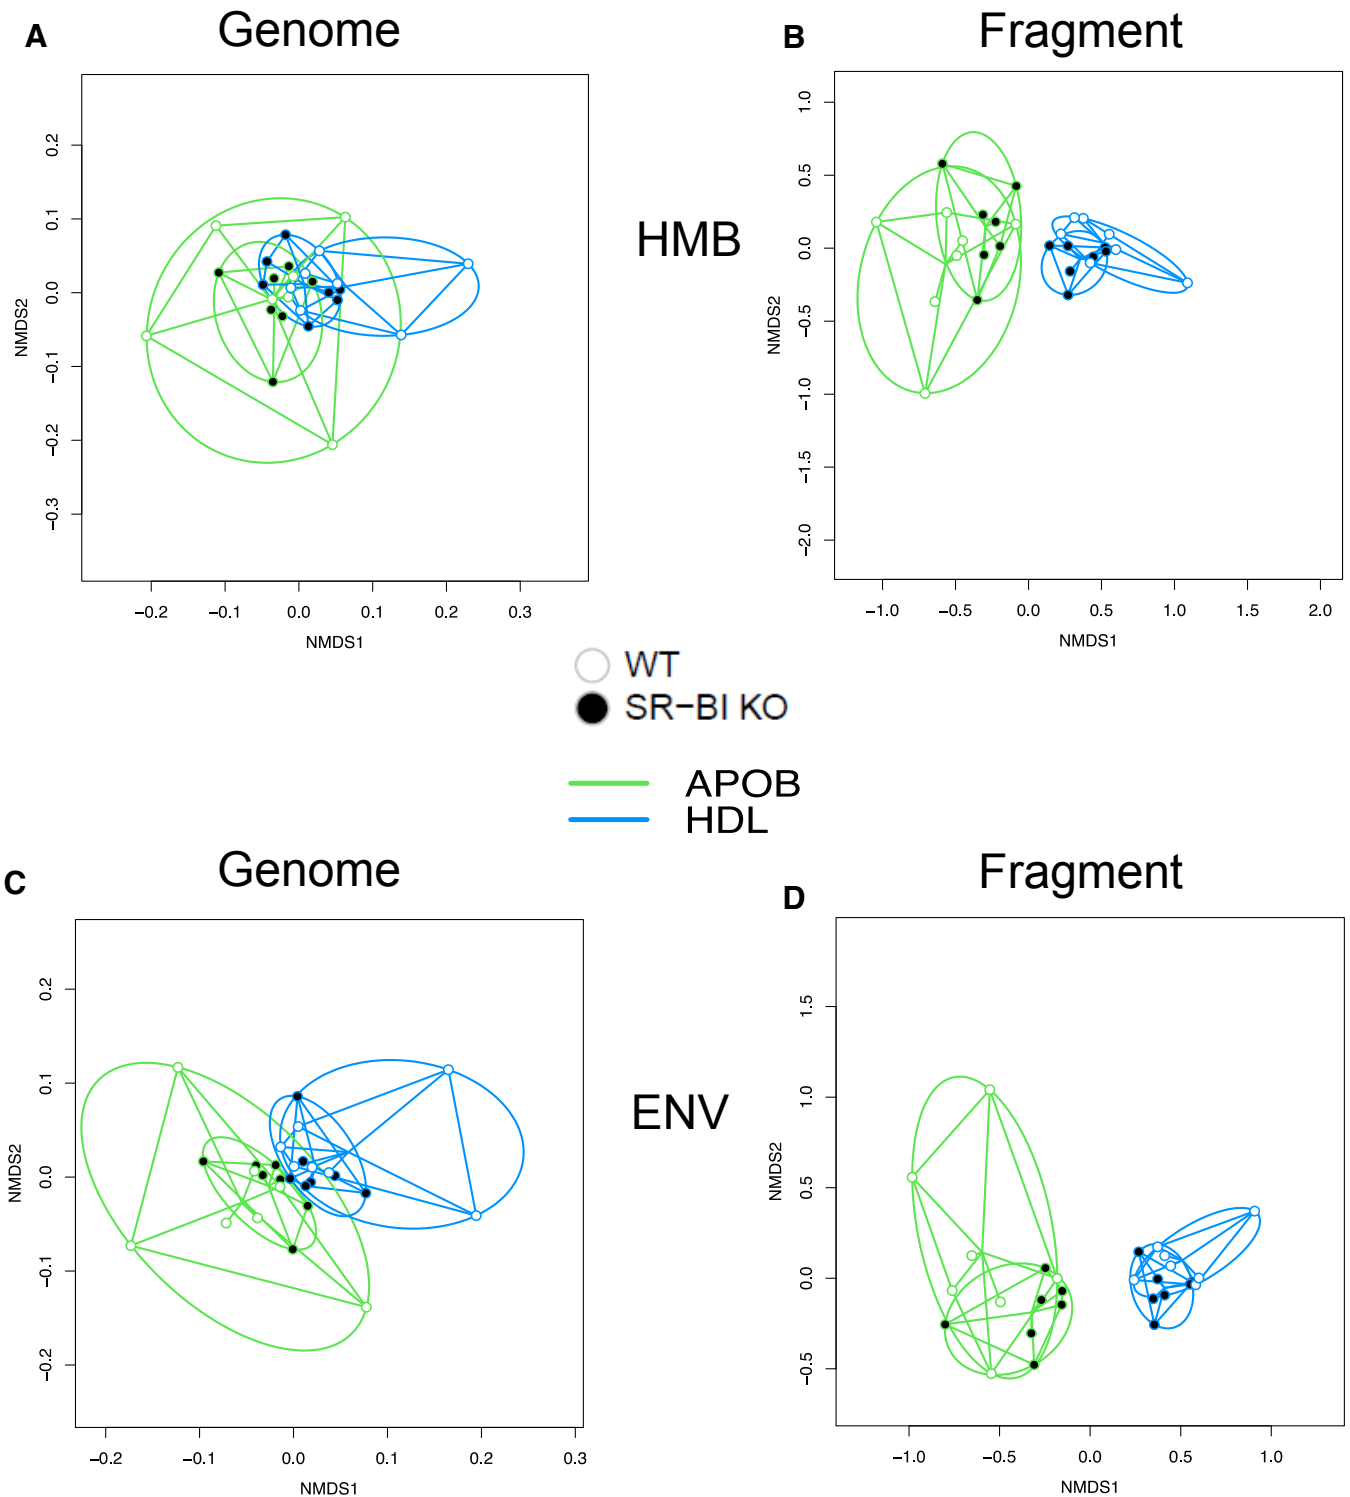 A Genome
B Fragment
0.2
0.1
0.0
−0.1
−0.2
−0.3
NMDS2
−0.2 −0.1 0.0 0.1 0.2 0.3
NMDS1
HMB
1.0
0.5
0.0
−0.5
−1.0
−1.5
−2.0
NMDS2
−1.0 −0.5 0.0 0.5 1.0 1.5 2.0
NMDS1
WT
SR−BI KO
APOB
HDL
C Genome
D Fragment
0.2
0.1
0.0
−0.1
−0.2
NMDS2
−0.2 −0.1 0.0 0.1 0.2 0.3
NMDS1
ENV
1.5
1.0
0.5
0.0
−0.5
NMDS2
−1.0 −0.5 0.0 0.5 1.0
NMDS1